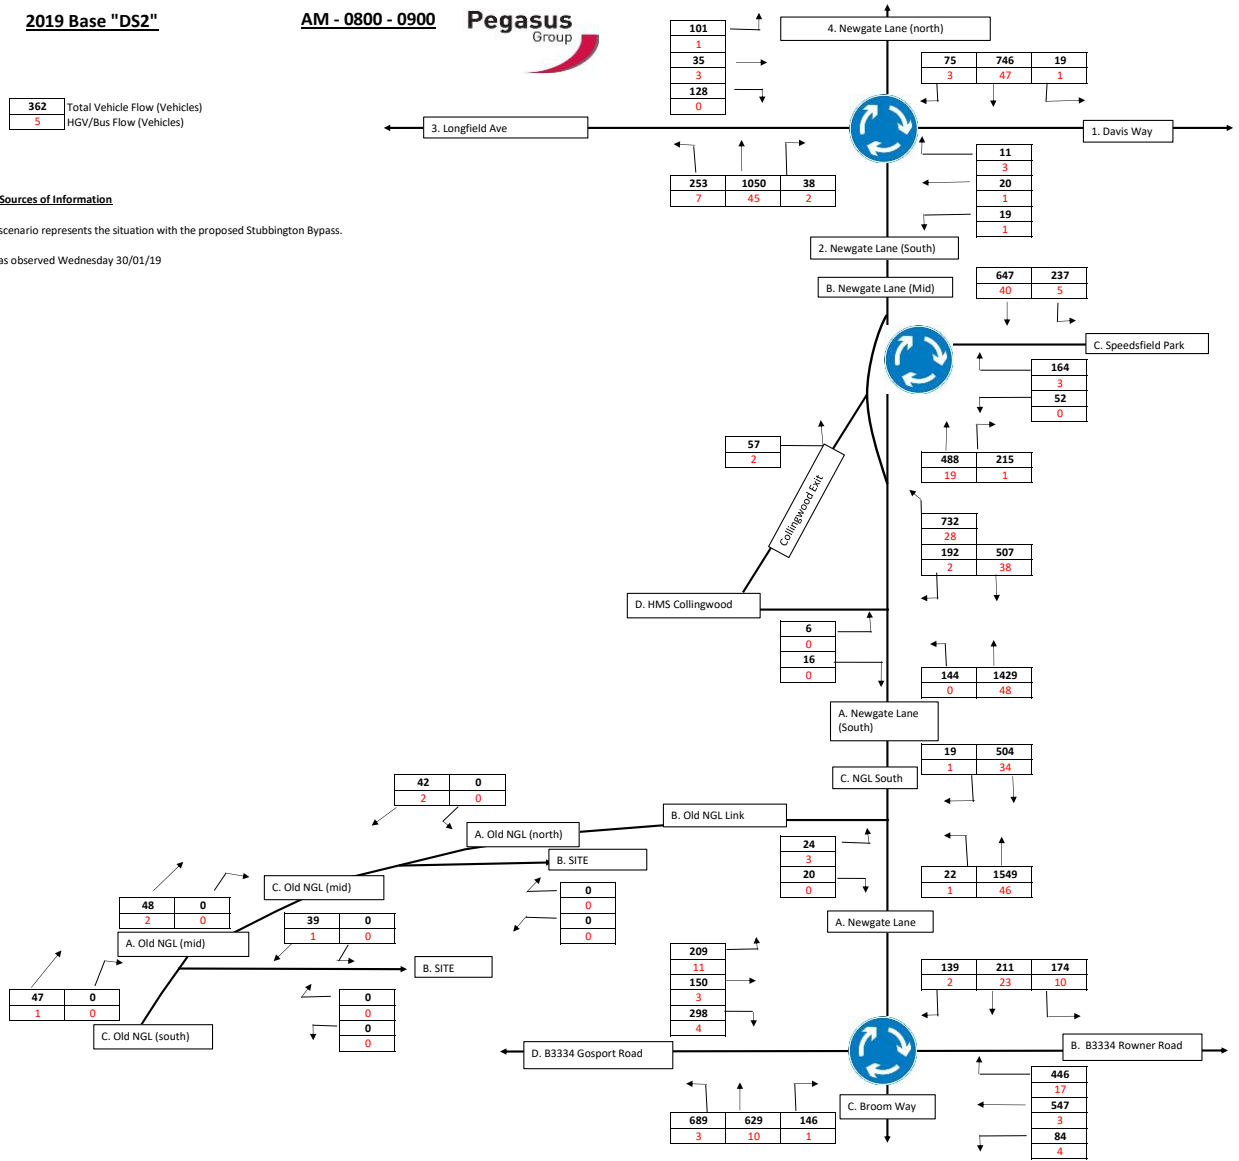 2019 Base "DS2"
AM - 0800 - 0900
Pegasus
Group
362 Total Vehicle Flow (Vehicles)
5 HGV/Bus Flow (Vehicles)
Sources of Information
scenario represents the situation with the proposed Stubbington Bypass.
as observed Wednesday 30/01/19
101
1
35
3
128
0
4. Newgate Lane (north)
75 746 19
3 47 1
3. Longfield Ave
1. Davis Way
253 1050 38
7 45 2
11
3
20
1
19
1
2. Newgate Lane (South)
B. Newgate Lane (Mid)
647 237
40 5
C. Speedsfield Park
164
3
52
0
57
2
Collingwood Exit
488 215
19 1
732
28
192 507
2 38
D. HMS Collingwood
6
0
16
0
144 1429
0 48
A. Newgate Lane
(South)
19 504
1 34
C. NGL South
42 0
2 0
B. Old NGL Link
A. Old NGL (north)
24
3
20
0
B. SITE
22 1549
1 46
C. Old NGL (mid)
0
0
0
0
48 0
2 0
39 0
1 0
A. Newgate Lane
A. Old NGL (mid)
B. SITE
209
11
150
3
298
4
139 211 174
2 23 10
47 0
1 0
0
0
0
0
C. Old NGL (south)
D. B3334 Gosport Road
B. B3334 Rowner Road
446
17
547
3
84
4
C. Broom Way
689 629 146
3 10 1